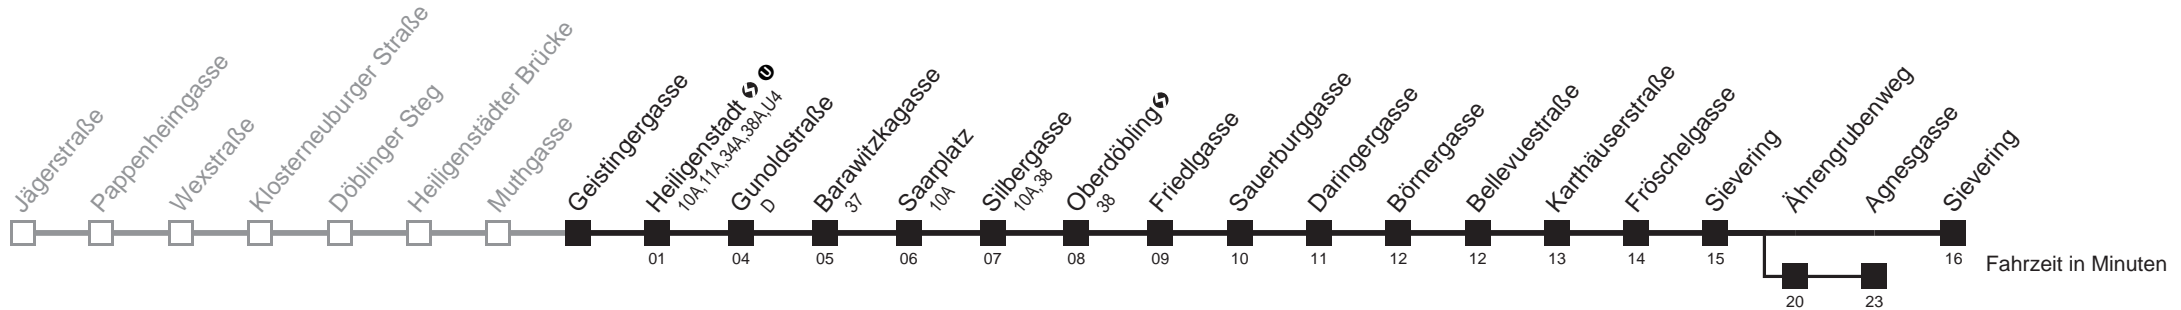 Jägerstraße
Pappenheimgasse
Wexstraße
Klosterneuburger Straße
Döblinger Steg
Heiligenstädter Brücke
Muthgasse
Geistingergasse
Heiligenstadt U
10A,11A,34A,38A,U4
Gunoldstraße
D
Barawitzkagasse
37
Saarplatz
10A
Silbergasse
10A,38
Oberdöbling
38
Friedlgasse
Sauerburggasse
Daringergasse
Börnergasse
Bellevuestraße
Karthäuserstraße
Fröschelgasse
Sievering
Ährengrubenweg
Agnesgasse
Sievering
01 04 05 06 07 08 09 10 11 12 12 13 14 15 16
Fahrzeit in Minuten
20 23